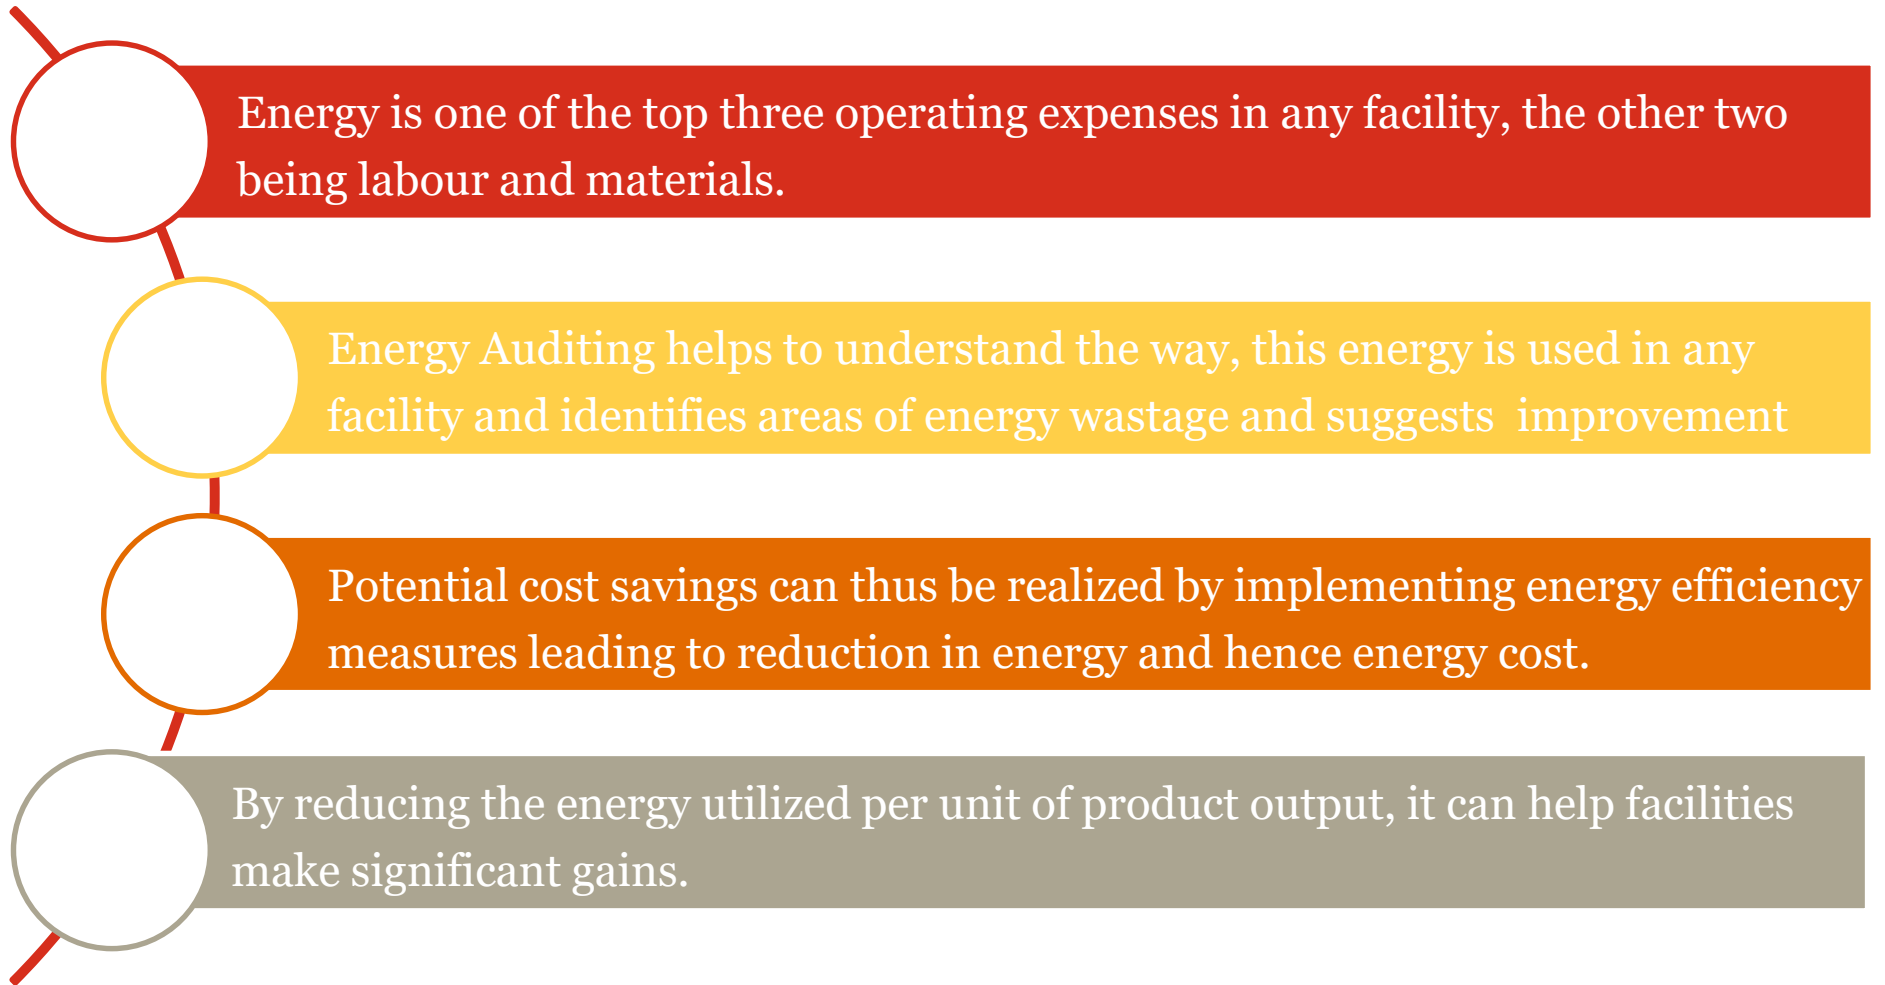 Energy is one of the top three operating expenses in any facility, the other two
being labour and materials.
Energy Auditing helps to understand the way, this energy is used in any
facility and identifies areas of energy wastage and suggests  improvement
Potential cost savings can thus be realized by implementing energy efficiency
measures leading to reduction in energy and hence energy cost.
By reducing the energy utilized per unit of product output, it can help facilities
make significant gains.